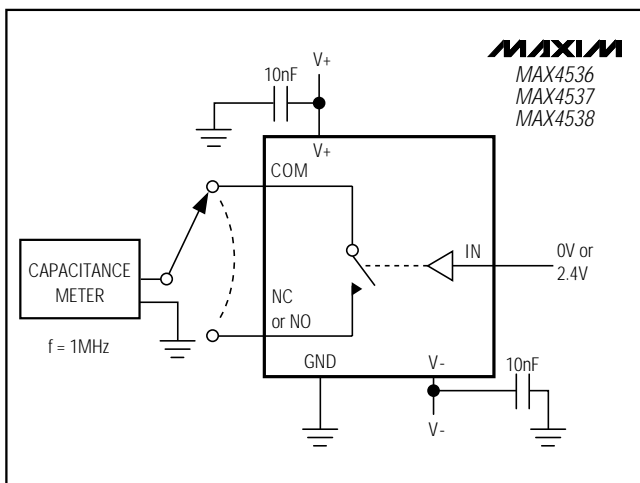 MAXIM
MAX4536
MAX4537
MAX4538
V+
10nF
V+
COM
CAPACITANCE
METER
f = 1MHz
IN
0V or
2.4V
NC
or NO
GND
V-
10nF
V-